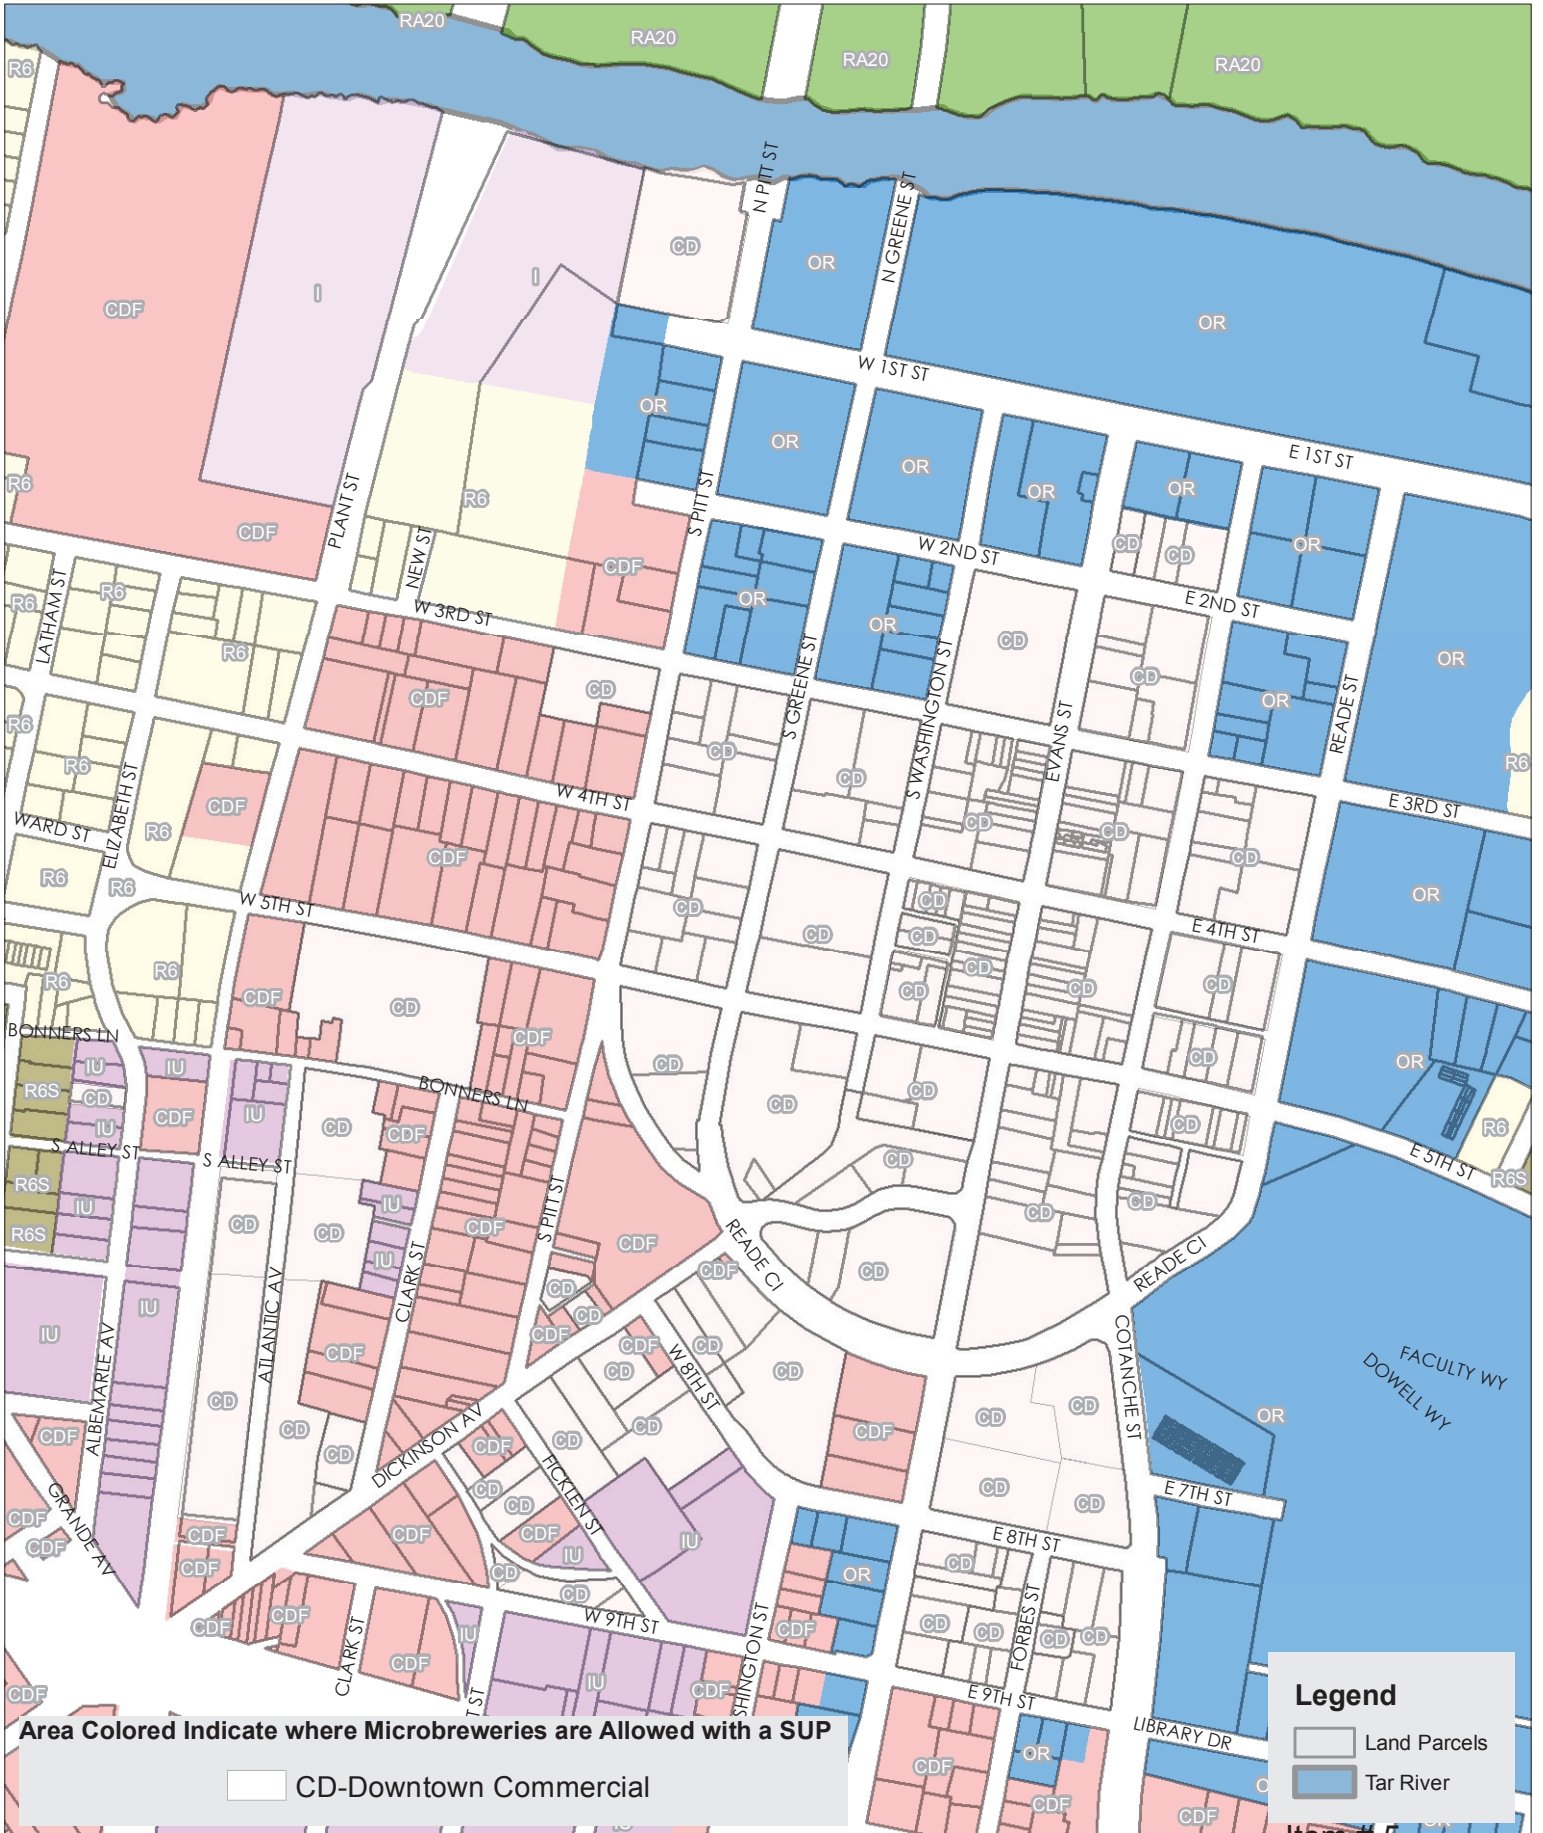 RA20
RA20
RA20
RA20
R6
N PITT ST
N GREENE ST
CD
OR
I
I
CDF
OR
W 1ST ST
OR
OR
OR
OR
OR
E 1ST ST
R6
R6
CDF
PLANT ST
S PITT ST
CD
CD
OR
W 2ND ST
NEW ST
CDF
LATHAM ST
R6
R6
W 3RD ST
OR
OR
E 2ND ST
CD
R6
OR
CD
CDF
CD
S GREENE ST
S WASHINGTON ST
EVANS ST
OR
READE ST
R6
R6
CD
CD
R6
W 4TH ST
CDF
ELIZABETH ST
WARD ST
R6
CD
CD
E 3RD ST
CDF
CD
R6
R6
W 5TH ST
CD
CD
CD
CD
OR
E 4TH ST
R6
R6
CDF
CD
CD
CD
CD
CD
CDF
BONNERS LN
IU
IU
CD
CD
OR
R6S
CD
IU
CDF
IU
BONNERS LN
CD
CD
CD
CDF
CD
R6
S ALLEY ST
S ALLEY ST
CD
E 5TH ST
R6S
R6S
IU
CD
IU
S PITT ST
CD
CD
R6S
CD
CDF
CDF
READE CI
IU
CLARK ST
CDF
CD
READE CI
IU
IU
ATLANTIC AV
CD
CD
CDF
CDF
CD
W 8TH ST
CD
CD
COTANCHE ST
FACULTY WY
DOWELL WY
ALBEMARLE AV
CDF
CD
CD
CD
OR
CDF
CD
CD
DICKINSON AV
CDF
CD
CD
CDF
CD
FICKLEN ST
CD
CD
CD
E 7TH ST
GRANDE AV
CDF
CDF
CDF
CDF
CD
CDF
IU
IU
E 8TH ST
CDF
CD
CD
OR
CD
CDF
CDF
W 9TH ST
CDF
CD
CD
FORBES ST
CD
CD
CLARK ST
CDF
IU
IU
CDF
E 9TH ST
CDF
LIBRARY DR
OR
CDF
CDF
CDF
Area Colored Indicate where Microbreweries are Allowed with a SUP
CD-Downtown Commercial
Legend
Land Parcels
Tar River